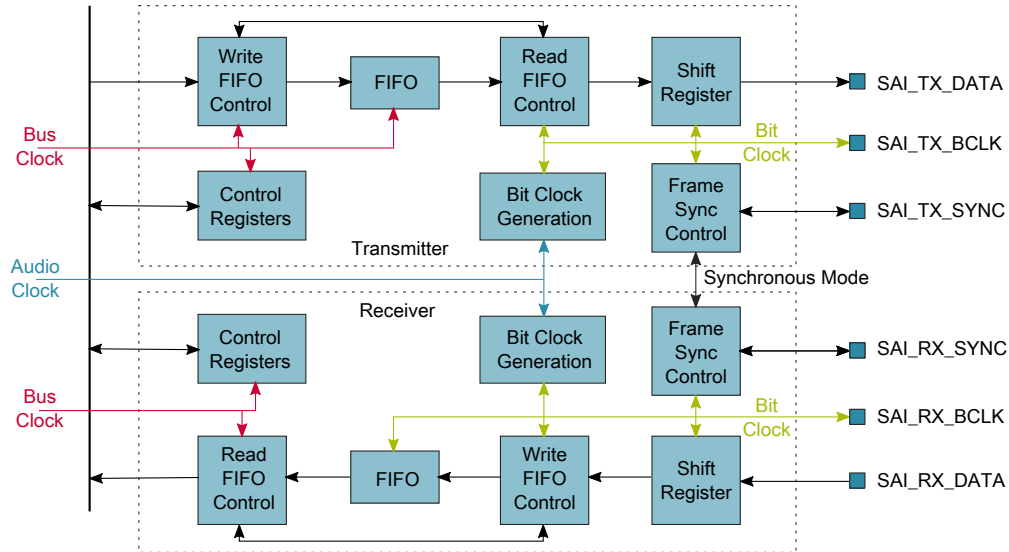 Write
FIFO
Control
FIFO
Read
FIFO
Control
Shift
Register
SAI_TX_DATA
Bus
Clock
Bit
Clock
SAI_TX_BCLK
Control
Registers
Bit Clock
Generation
Frame
Sync
Control
SAI_TX_SYNC
Transmitter
Audio
Clock
Synchronous Mode
Receiver
Control
Registers
Bit Clock
Generation
Frame
Sync
Control
SAI_RX_SYNC
Bus
Clock
Bit
Clock
SAI_RX_BCLK
Read
FIFO
Control
FIFO
Write
FIFO
Control
Shift
Register
SAI_RX_DATA